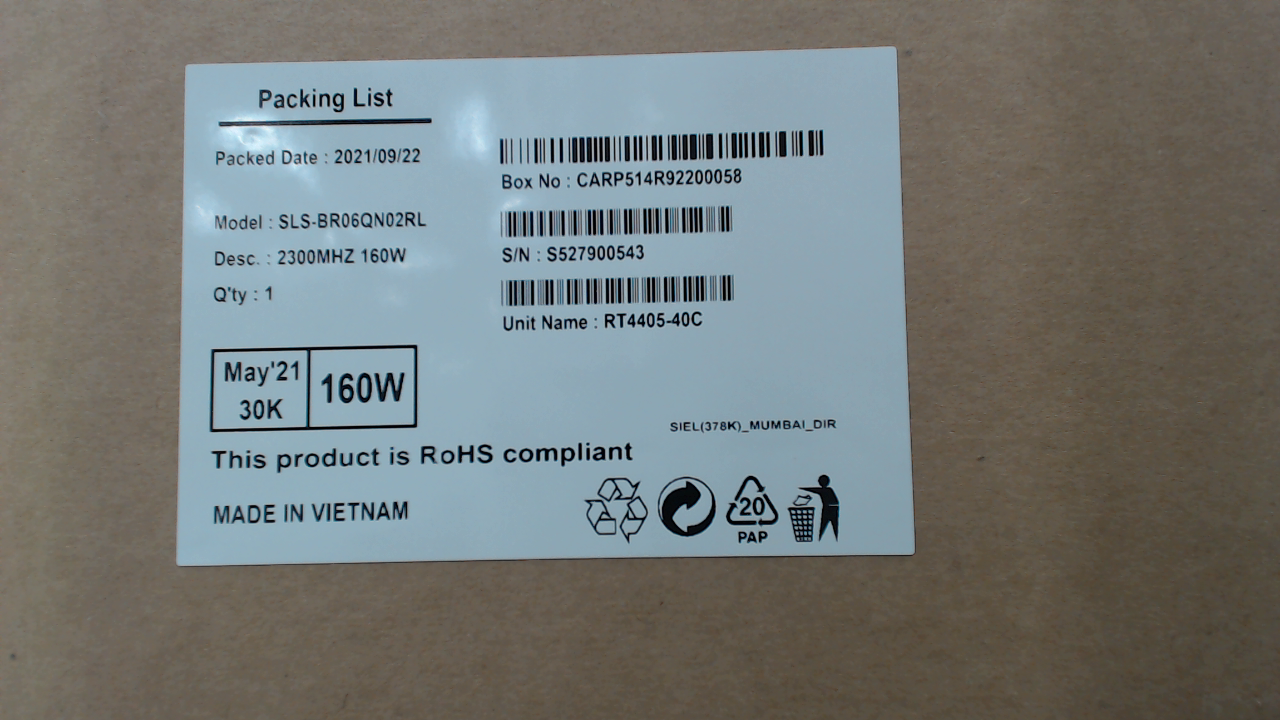 Packing List
Packed Date : 2021/09/22
Box No : CARP514R92200058
Model : SLS-BR06QN02RL
S/N : S527900543
Desc. : 2300MHZ 160W
Q'ty : 1
Unit Name : RT4405-40C
May'21
30K
160W
SIEL(378K)_MUMBAI_DIR
This product is RoHS compliant
MADE IN VIETNAM
20
PAP